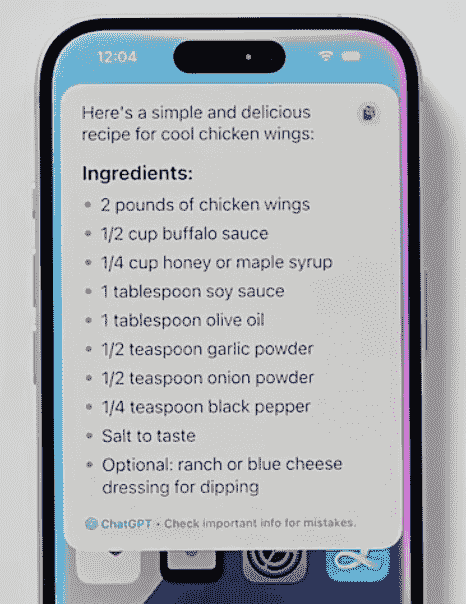 12:04
Here's a simple and delicious
recipe for cool chicken wings:
Ingredients:
• 2 pounds of chicken wings
• 1/2 cup buffalo sauce
• 1/4 cup honey or maple syrup
• 1 tablespoon soy sauce
• 1 tablespoon olive oil
• 1/2 teaspoon garlic powder
• 1/2 teaspoon onion powder
• 1/4 teaspoon black pepper
• Salt to taste
• Optional: ranch or blue cheese
dressing for dipping
ChatGPT • Check important info for mistakes.